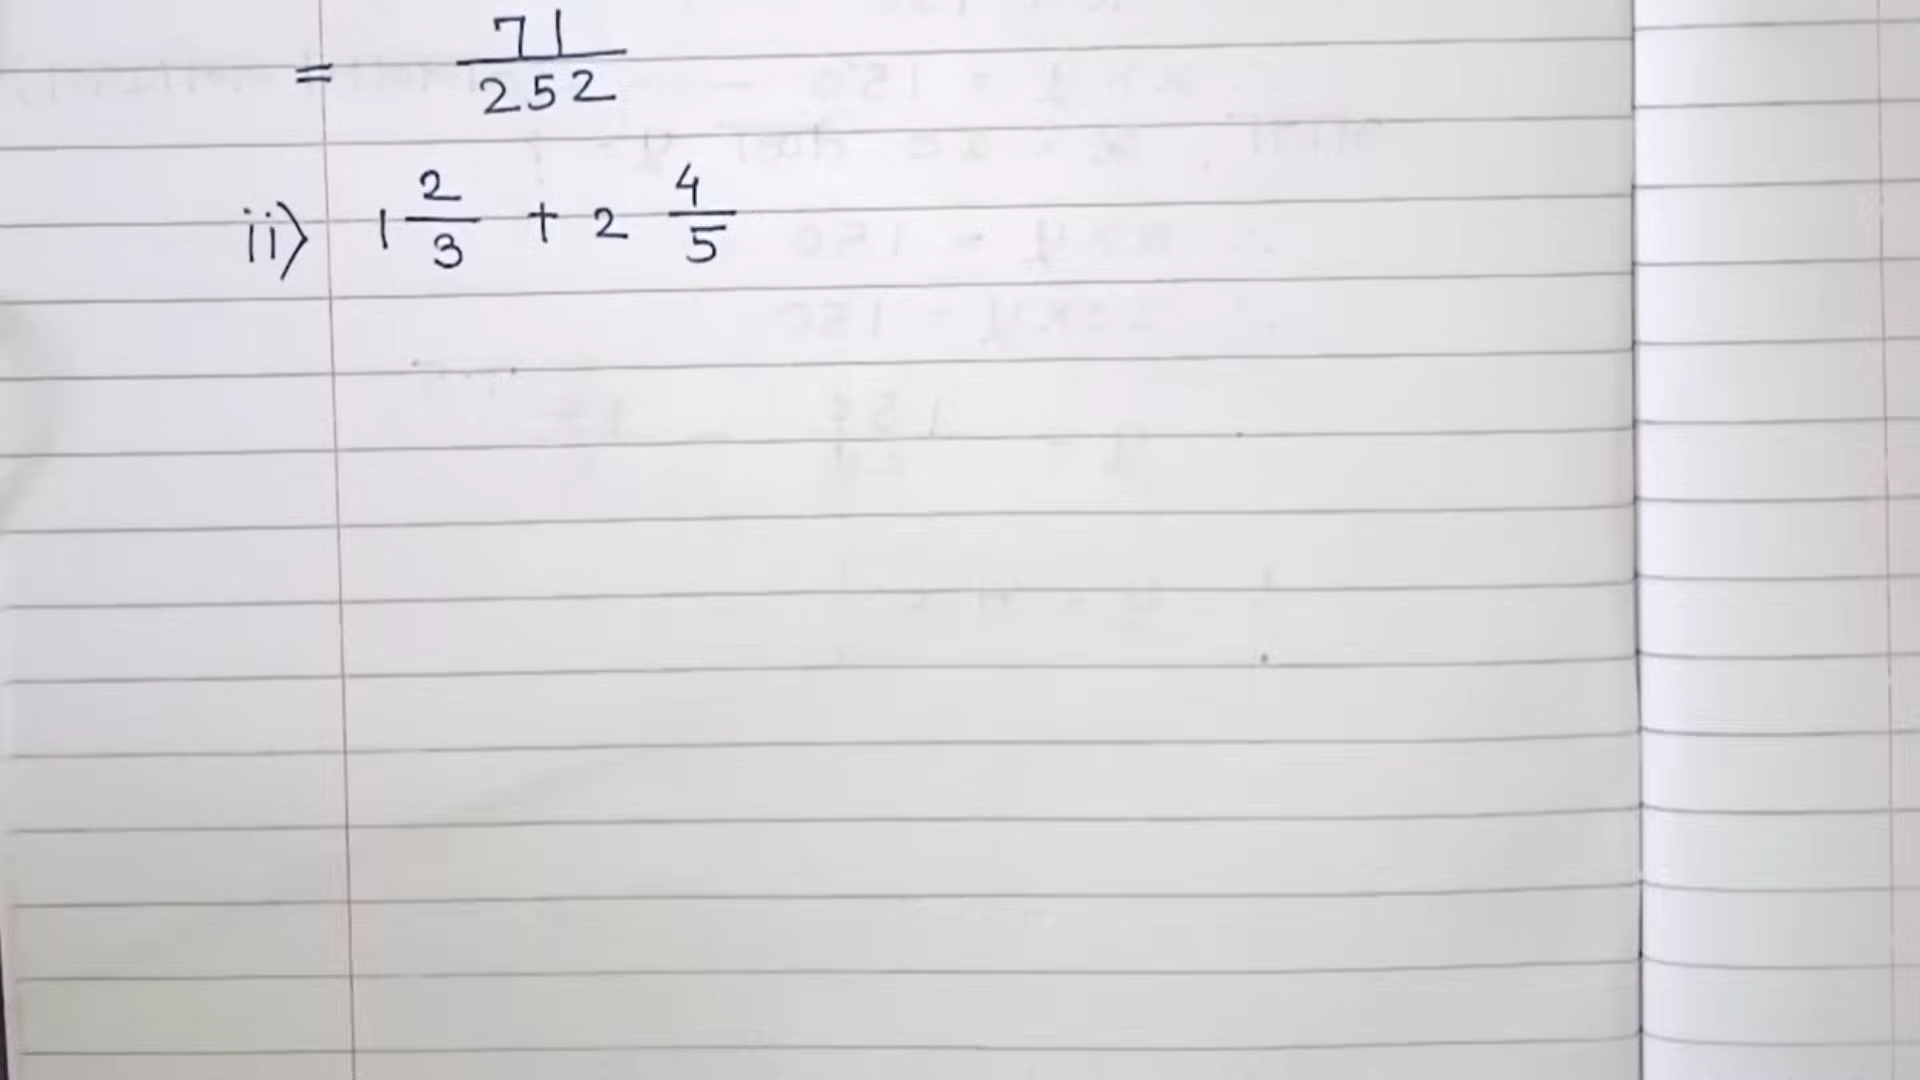 = 71/252
ii) 1 2/3 + 2 4/5